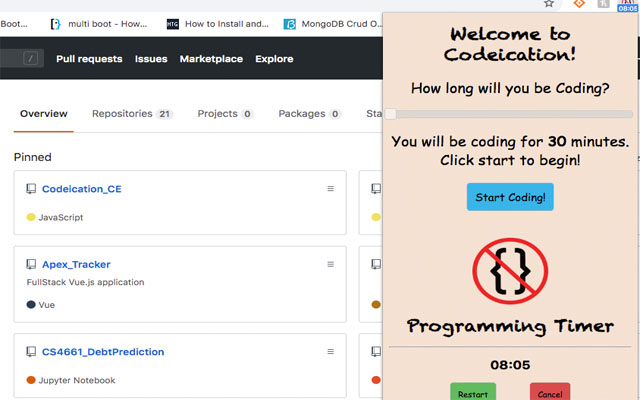 Boot...
multi boot - How...
HTG
How to Install and...
MongoDB Crud O...
08:05
/
Pull requests
Issues
Marketplace
Explore
Overview
Repositories 21
Projects 0
Packages 0
Sta
Pinned
Codeication_CE
JavaScript
Apex_Tracker
FullStack Vue.js application
Vue
CS4661_DebtPrediction
Jupyter Notebook
Welcome to
Codeication!
How long will you be Coding?
You will be coding for 30 minutes.
Click start to begin!
Start Coding!
{}
Programming Timer
08:05
Restart
Cancel